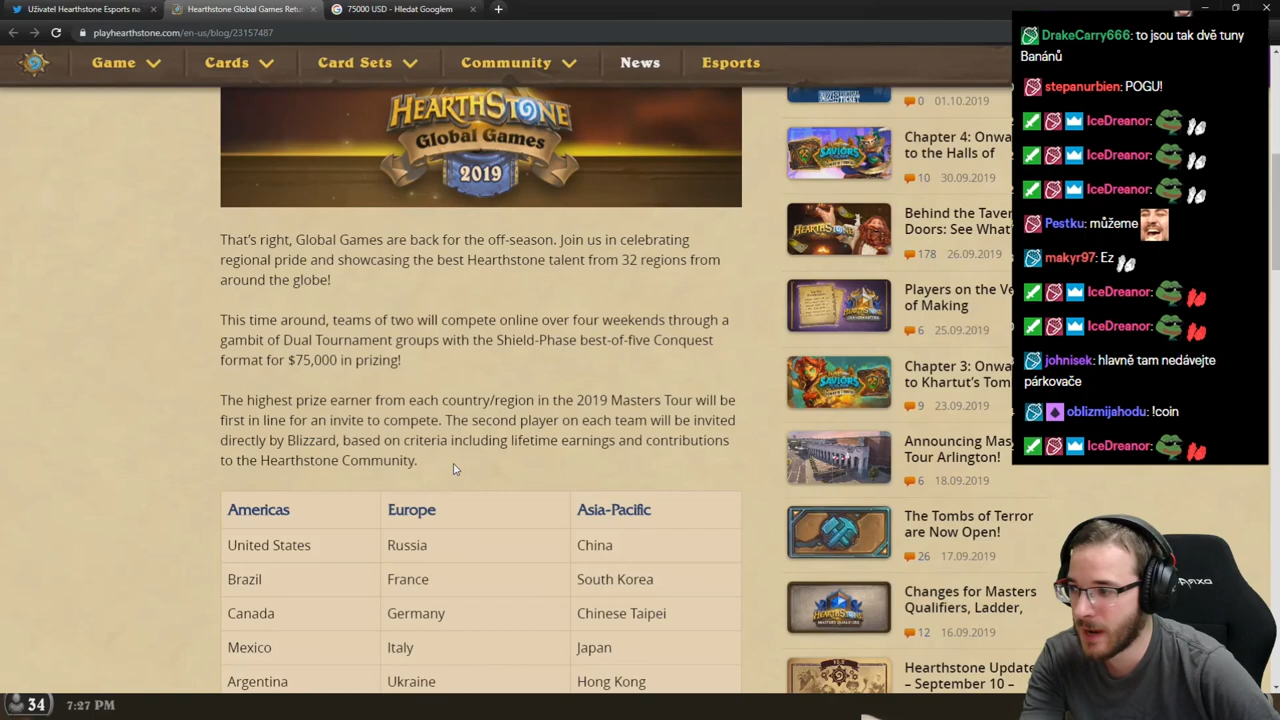 Uživatel Hearthstone Esports na
Hearthstone Global Games Retu
75000 USD - Hledat Googlem
playhearthstone.com/en-us/blog/23157487
Game
Cards
Card Sets
Community
News
Esports
HEARTHSTONE
Global Games
2019
That's right, Global Games are back for the off-season. Join us in celebrating
regional pride and showcasing the best Hearthstone talent from 32 regions from
around the globe!
This time around, teams of two will compete online over four weekends through a
gambit of Dual Tournament groups with the Shield-Phase best-of-five Conquest
format for $75,000 in prizing!
The highest prize earner from each country/region in the 2019 Masters Tour will be
first in line for an invite to compete. The second player on each team will be invited
directly by Blizzard, based on criteria including lifetime earnings and contributions
to the Hearthstone Community.
Americas Europe Asia-Pacific
United States Russia China
Brazil France South Korea
Canada Germany Chinese Taipei
Mexico Italy Japan
Argentina Ukraine Hong Kong
0 01.10.2019
Chapter 4: Onwa
to the Halls of
10 30.09.2019
Behind the Taver
Doors: See What'
178 26.09.2019
Players on the Ve
of Making
6 25.09.2019
Chapter 3: Onwa
to Khartut's Tom
9 23.09.2019
Announcing Mas
Tour Arlington!
6 18.09.2019
The Tombs of Terror
are Now Open!
26 17.09.2019
Changes for Masters
Qualifiers, Ladder,
12 16.09.2019
Hearthstone Update
– September 10 –
DrakeCarry666: to jsou tak dvě tuny
Banánů
stepanurbien: POGU!
IceDreanor:
IceDreanor:
IceDreanor:
Pestku: můžeme
makyr97: Ez
IceDreanor:
IceDreanor:
johnisek: hlavně tam nedávejte
párkovače
oblizmijahodu: !coin
IceDreanor:
34
7:27 PM